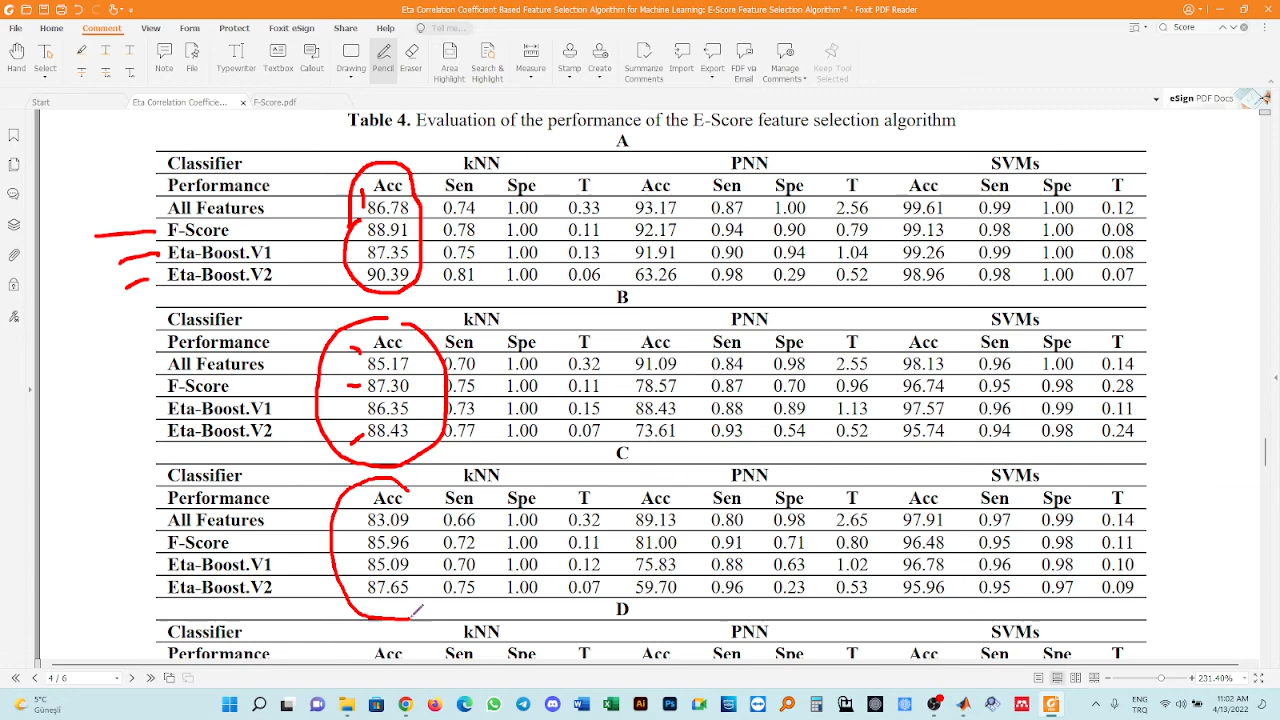 Eta Correlation Coefficient Based Feature Selection Algorithm for Machine Learning: E-Score Feature Selection Algorithm * - Foxit PDF Reader
File Home Comment View Form Protect Foxit eSign Share Help Tell me... Score
Hand Select Note File Typewriter Textbox Callout Drawing Pencil Eraser Area Highlight Search & Highlight Measure Stamp Create Summarize Comments Import Export PDF via Email Manage Comments Keep Tool Selected
Start Eta Correlation Coefficie... F-Score.pdf eSign PDF Docs
Table 4. Evaluation of the performance of the E-Score feature selection algorithm
A
Classifier kNN PNN SVMs
Performance Acc Sen Spe T Acc Sen Spe T Acc Sen Spe T
All Features 86.78 0.74 1.00 0.33 93.17 0.87 1.00 2.56 99.61 0.99 1.00 0.12
F-Score 88.91 0.78 1.00 0.11 92.17 0.94 0.90 0.79 99.13 0.98 1.00 0.08
Eta-Boost.V1 87.35 0.75 1.00 0.13 91.91 0.90 0.94 1.04 99.26 0.99 1.00 0.08
Eta-Boost.V2 90.39 0.81 1.00 0.06 63.26 0.98 0.29 0.52 98.96 0.98 1.00 0.07
B
Classifier kNN PNN SVMs
Performance Acc Sen Spe T Acc Sen Spe T Acc Sen Spe T
All Features 85.17 0.70 1.00 0.32 91.09 0.84 0.98 2.55 98.13 0.96 1.00 0.14
F-Score 87.30 0.75 1.00 0.11 78.57 0.87 0.70 0.96 96.74 0.95 0.98 0.28
Eta-Boost.V1 86.35 0.73 1.00 0.15 88.43 0.88 0.89 1.13 97.57 0.96 0.99 0.11
Eta-Boost.V2 88.43 0.77 1.00 0.07 73.61 0.93 0.54 0.52 95.74 0.94 0.98 0.24
C
Classifier kNN PNN SVMs
Performance Acc Sen Spe T Acc Sen Spe T Acc Sen Spe T
All Features 83.09 0.66 1.00 0.32 89.13 0.80 0.98 2.65 97.91 0.97 0.99 0.14
F-Score 85.96 0.72 1.00 0.11 81.00 0.91 0.71 0.80 96.48 0.95 0.98 0.11
Eta-Boost.V1 85.09 0.70 1.00 0.12 75.83 0.88 0.63 1.02 96.78 0.96 0.98 0.10
Eta-Boost.V2 87.65 0.75 1.00 0.07 59.70 0.96 0.23 0.53 95.96 0.95 0.97 0.09
D
Classifier kNN PNN SVMs
Performance Acc Sen Spe T Acc Sen Spe T Acc Sen Spe T
4 / 6 231.40%
5°C
Güneşli
ENG
TRQ
11:02 AM
4/13/2022